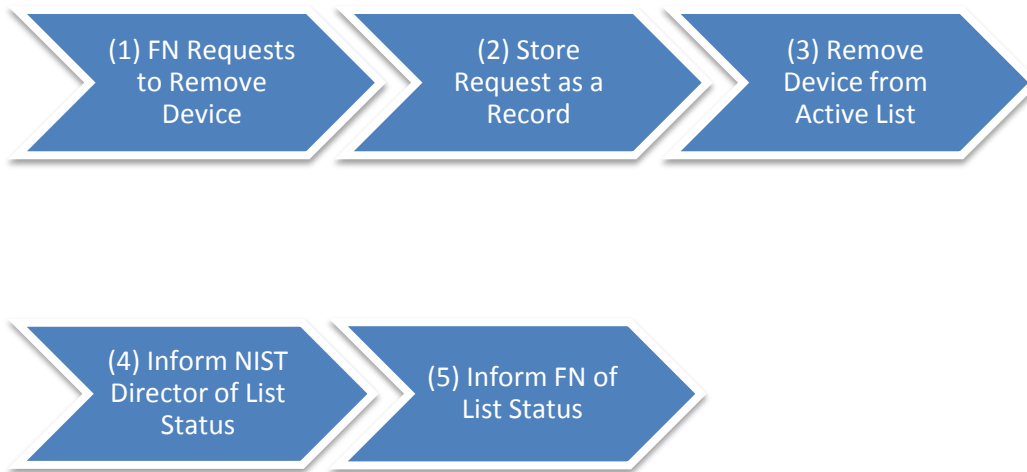 (1) FN Requests
to Remove
Device
(2) Store
Request as a
Record
(3) Remove
Device from
Active List
(4) Inform NIST
Director of List
Status
(5) Inform FN of
List Status